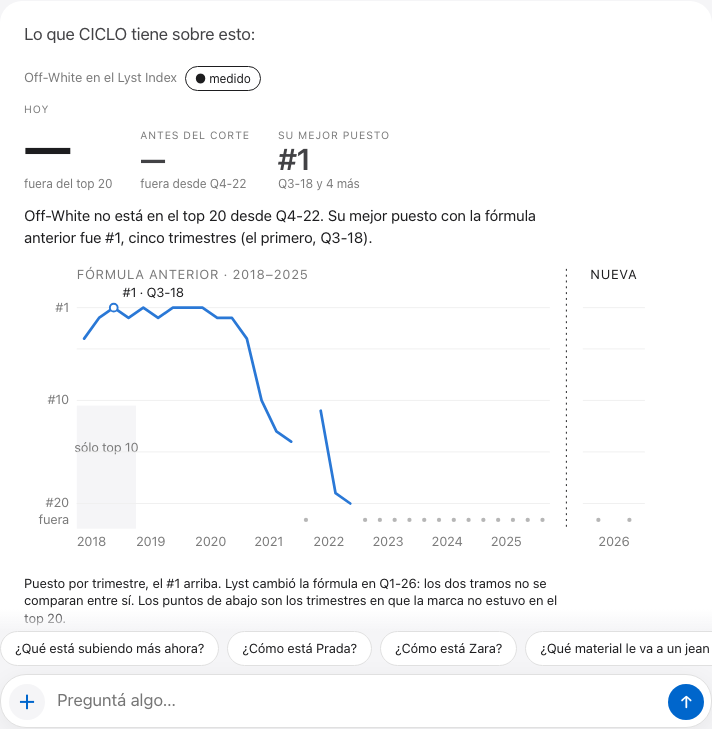 Lo que CICLO tiene sobre esto:
Off-White en el Lyst Index
medido
HOY
—
fuera del top 20
ANTES DEL CORTE
—
fuera desde Q4-22
SU MEJOR PUESTO
#1
Q3-18 y 4 más
Off-White no está en el top 20 desde Q4-22. Su mejor puesto con la fórmula
anterior fue #1, cinco trimestres (el primero, Q3-18).
FÓRMULA ANTERIOR · 2018–2025
NUEVA
#1 · Q3-18
#1
#10
sólo top 10
#20
fuera
2018 2019 2020 2021 2022 2023 2024 2025 2026
Puesto por trimestre, el #1 arriba. Lyst cambió la fórmula en Q1-26: los dos tramos no se
comparan entre sí. Los puntos de abajo son los trimestres en que la marca no estuvo en el
top 20.
¿Qué está subiendo más ahora?
¿Cómo está Prada?
¿Cómo está Zara?
¿Qué material le va a un jean
Preguntá algo...